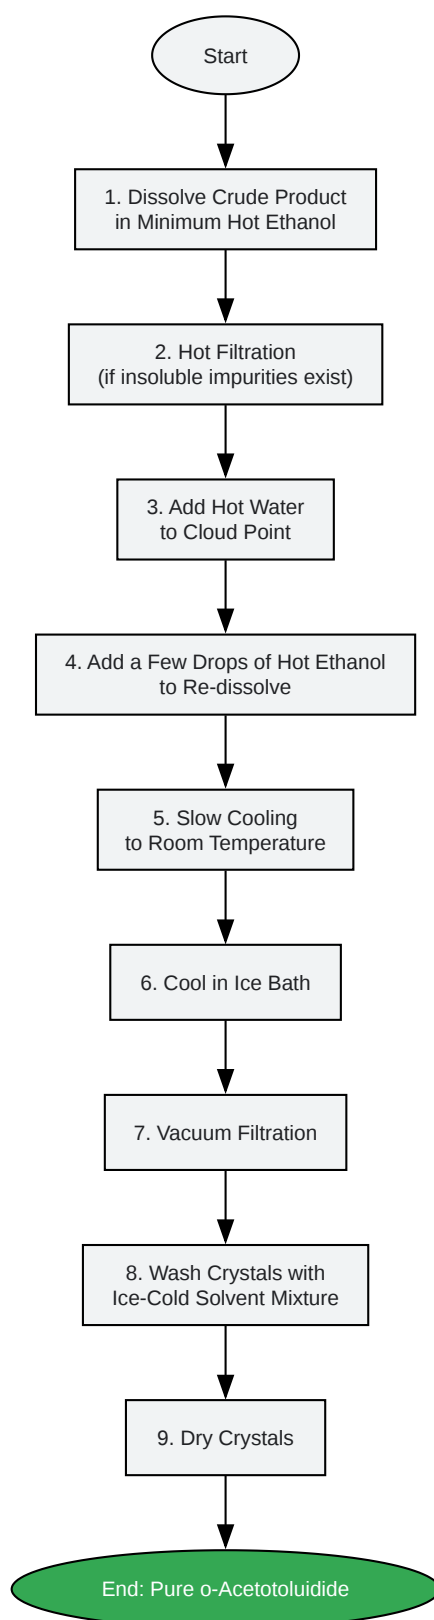 Start
1. Dissolve Crude Product
in Minimum Hot Ethanol
2. Hot Filtration
(if insoluble impurities exist)
3. Add Hot Water
to Cloud Point
4. Add a Few Drops of Hot Ethanol
to Re-dissolve
5. Slow Cooling
to Room Temperature
6. Cool in Ice Bath
7. Vacuum Filtration
8. Wash Crystals with
Ice-Cold Solvent Mixture
9. Dry Crystals
End: Pure o-Acetotoluidide